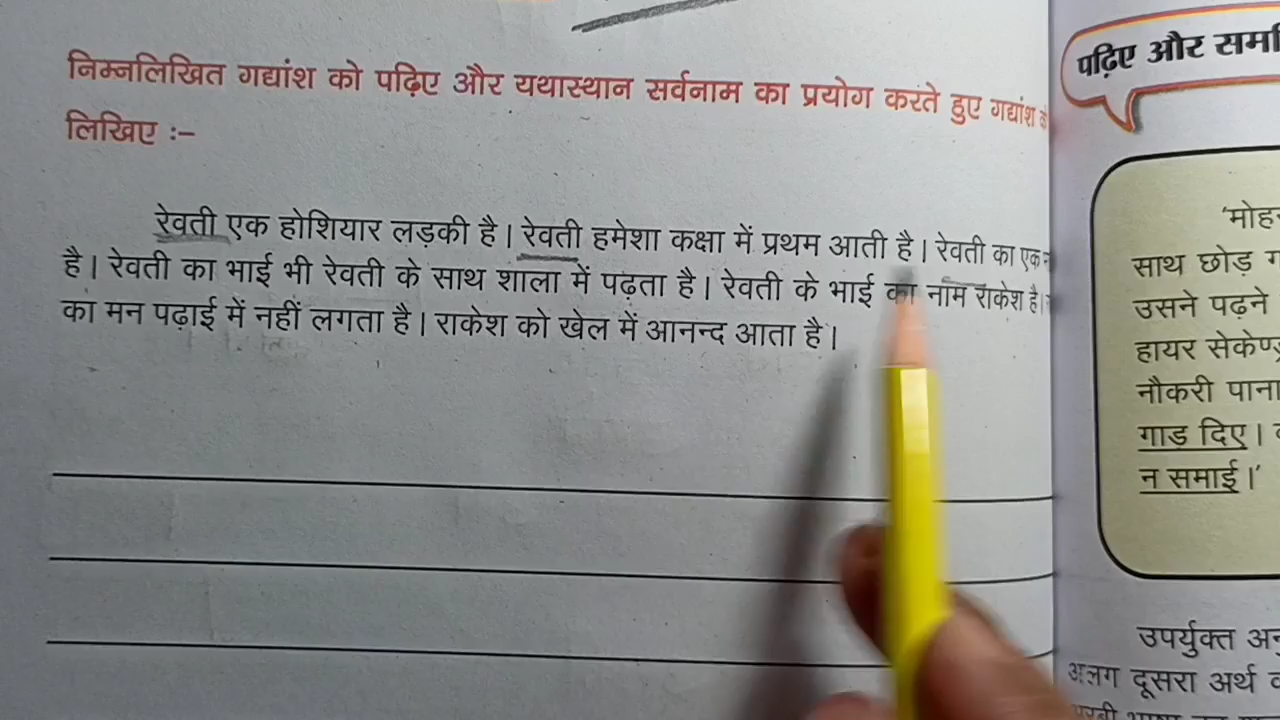 निम्नलिखित गद्यांश को पढ़िए और यथास्थान सर्वनाम का प्रयोग करते हुए गद्यांश
लिखिए :–
रेवती एक होशियार लड़की है। रेवती हमेशा कक्षा में प्रथम आती है। रेवती का एक
है। रेवती का भाई भी रेवती के साथ शाला में पढ़ता है। रेवती के भाई का नाम राकेश है।
का मन पढ़ाई में नहीं लगता है। राकेश को खेल में आनन्द आता है।
पढ़िए और
'मोहन
साथ छोड़
उसने पढ़ने
हायर
नौकरी पाना
गाड़ दिए।
न समाई।'
उपर्युक्त
अलग दूसरा अर्थ